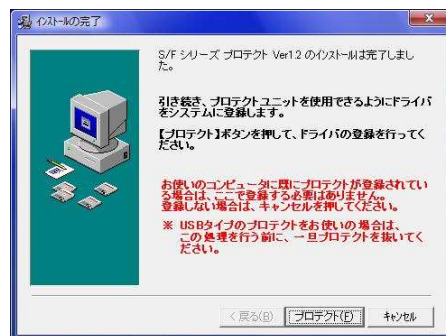 インストールの完了
S/F シリーズ プロテクト Ver1.2 のインストールは完了しまし
た。
引き続き、プロテクトユニットを使用できるようにドライバ
をシステムに登録します。
【プロテクト】ボタンを押して、ドライバの登録を行ってく
ださい。
お使いのコンピュータに既にプロテクトが登録されてい
る場合は、ここで登録する必要はありません。
登録しない場合は、キャンセルを押してください。
※ USBタイプのプロテクトをお使いの場合は、
この処理を行う前に、一旦プロテクトを抜いてく
ださい。
< 戻る(B) プロテクト(F) キャンセル